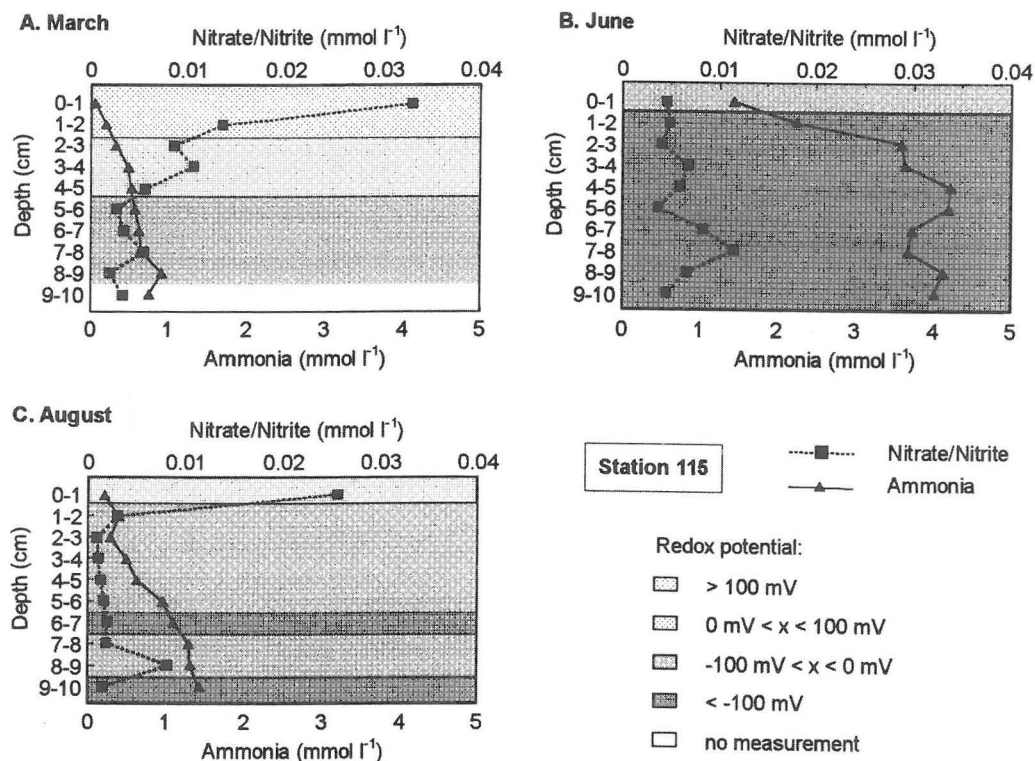 A. March
Nitrate/Nitrite (mmol l⁻¹)
0 0.01 0.02 0.03 0.04
Depth (cm)
0-1
1-2
2-3
3-4
4-5
5-6
6-7
7-8
8-9
9-10
0 1 2 3 4 5
Ammonia (mmol l⁻¹)
B. June
Nitrate/Nitrite (mmol l⁻¹)
0 0.01 0.02 0.03 0.04
Depth (cm)
0-1
1-2
2-3
3-4
4-5
5-6
6-7
7-8
8-9
9-10
0 1 2 3 4 5
Ammonia (mmol l⁻¹)
C. August
Nitrate/Nitrite (mmol l⁻¹)
0 0.01 0.02 0.03 0.04
Depth (cm)
0-1
1-2
2-3
3-4
4-5
5-6
6-7
7-8
8-9
9-10
0 1 2 3 4 5
Ammonia (mmol l⁻¹)
Station 115
Nitrate/Nitrite
Ammonia
Redox potential:
> 100 mV
0 mV < x < 100 mV
-100 mV < x < 0 mV
< -100 mV
no measurement